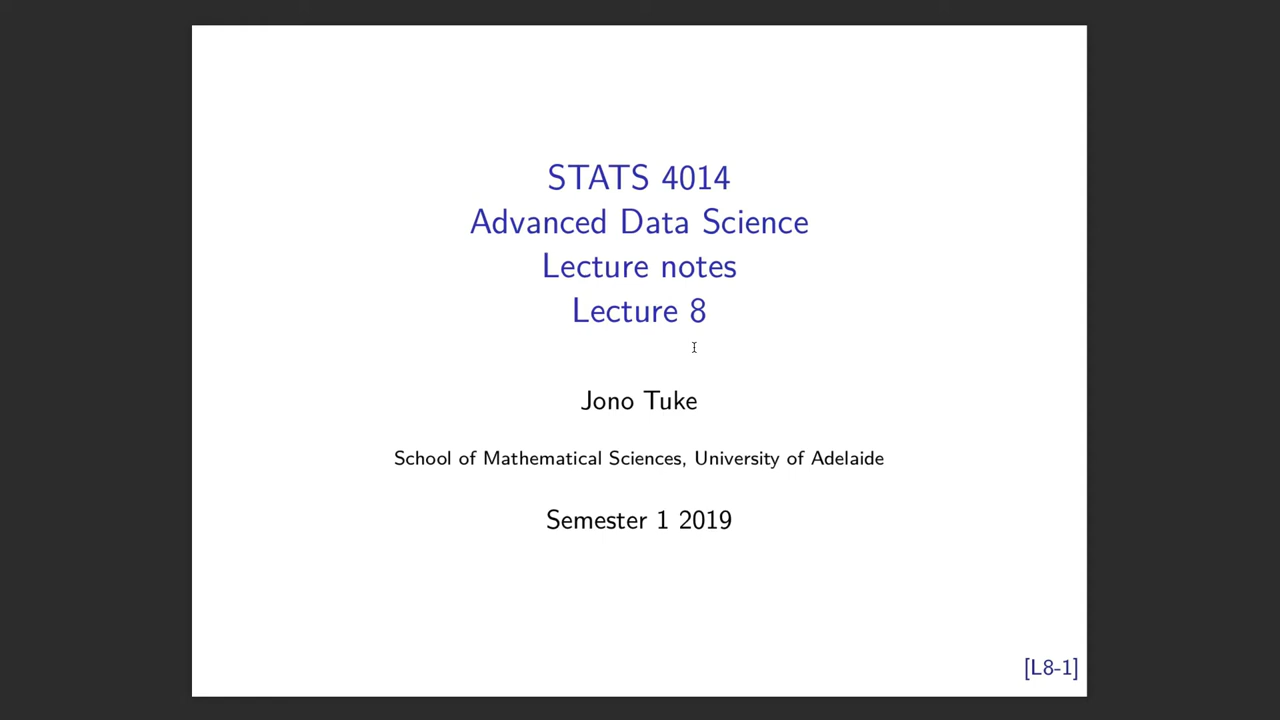 STATS 4014
Advanced Data Science
Lecture notes
Lecture 8
Jono Tuke
School of Mathematical Sciences, University of Adelaide
Semester 1 2019
[L8-1]